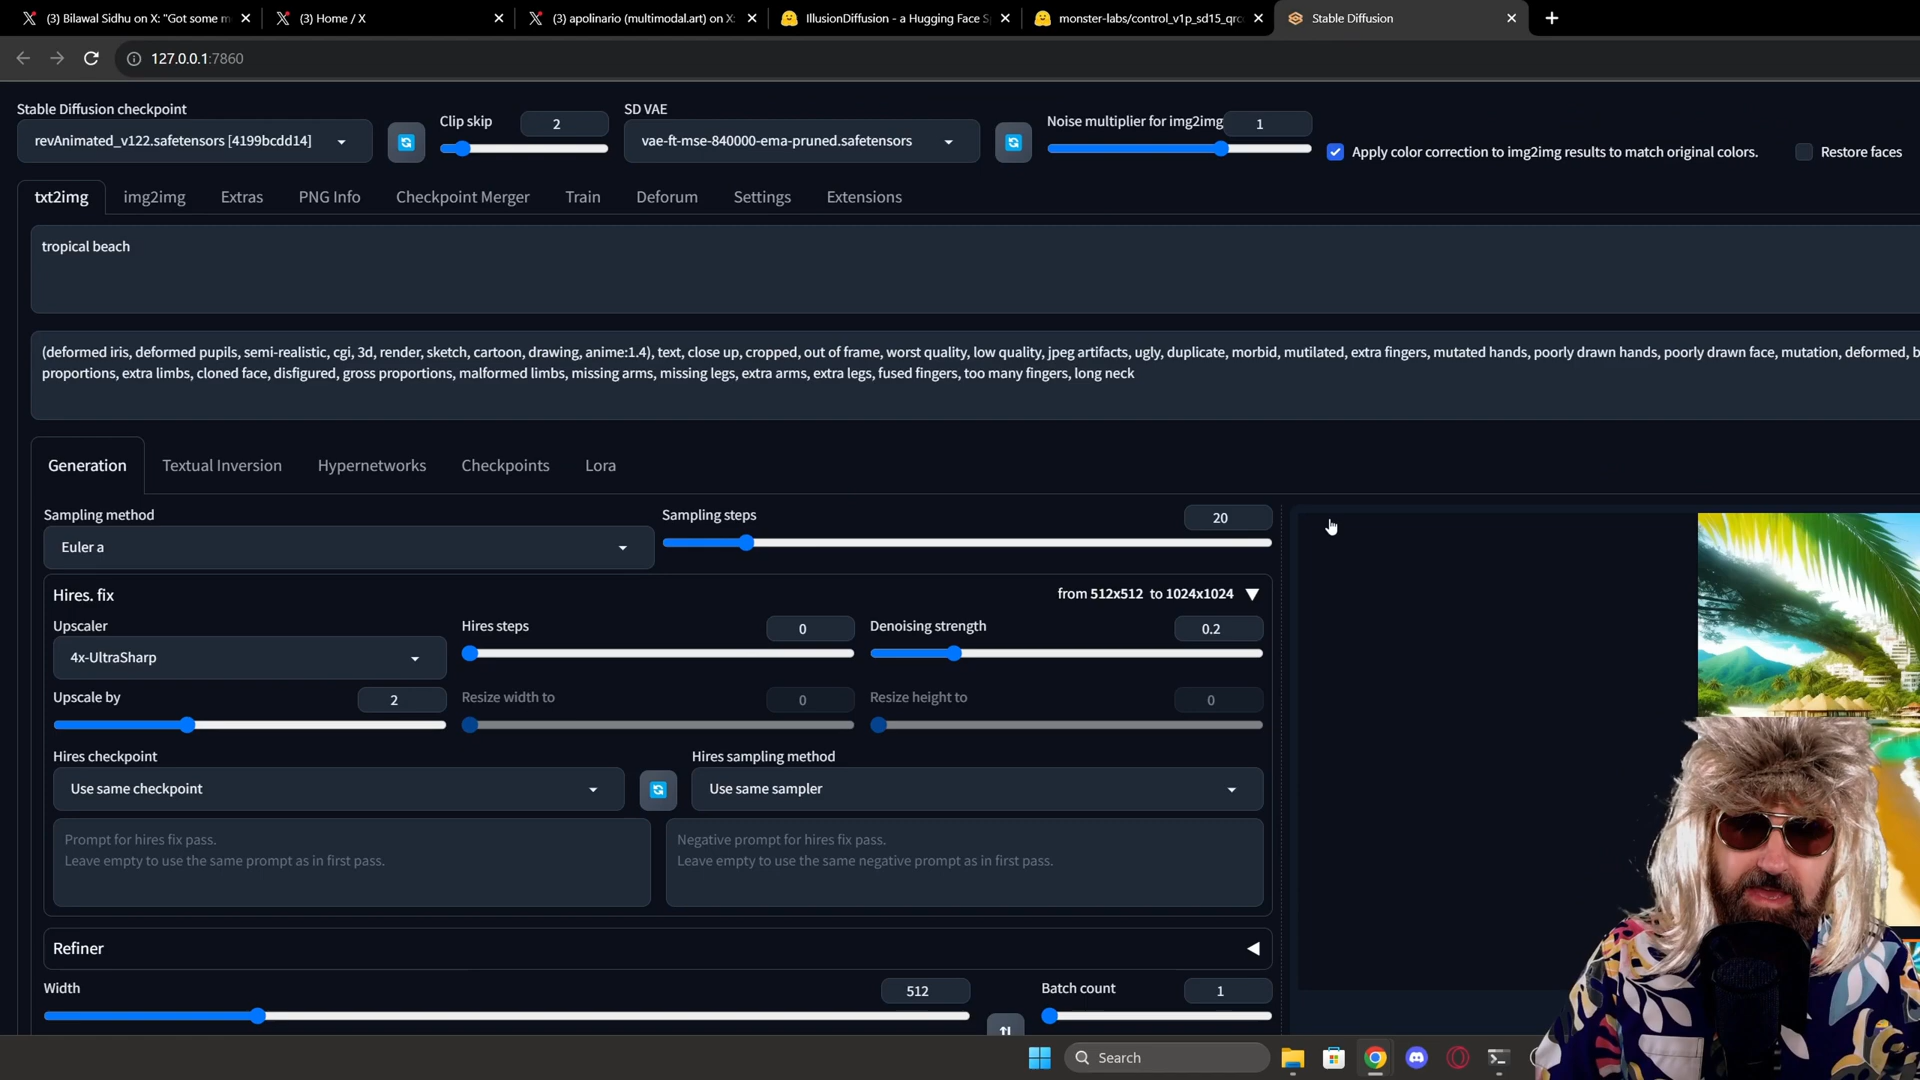 (3) Bilawal Sidhu on X: "Got some m
(3) Home / X
(3) apolinario (multimodal.art) on X:
IllusionDiffusion - a Hugging Face S
monster-labs/control_v1p_sd15_qrc
Stable Diffusion
127.0.0.1:7860
Stable Diffusion checkpoint
revAnimated_v122.safetensors [4199bcdd14]
Clip skip
2
SD VAE
vae-ft-mse-840000-ema-pruned.safetensors
Noise multiplier for img2img
1
Apply color correction to img2img results to match original colors.
Restore faces
txt2img
img2img
Extras
PNG Info
Checkpoint Merger
Train
Deforum
Settings
Extensions
tropical beach
(deformed iris, deformed pupils, semi-realistic, cgi, 3d, render, sketch, cartoon, drawing, anime:1.4), text, close up, cropped, out of frame, worst quality, low quality, jpeg artifacts, ugly, duplicate, morbid, mutilated, extra fingers, mutated hands, poorly drawn hands, poorly drawn face, mutation, deformed, b
proportions, extra limbs, cloned face, disfigured, gross proportions, malformed limbs, missing arms, missing legs, extra arms, extra legs, fused fingers, too many fingers, long neck
Generation
Textual Inversion
Hypernetworks
Checkpoints
Lora
Sampling method
Euler a
Sampling steps
20
Hires. fix
from 512x512 to 1024x1024
Upscaler
4x-UltraSharp
Hires steps
0
Denoising strength
0.2
Upscale by
2
Resize width to
0
Resize height to
0
Hires checkpoint
Use same checkpoint
Hires sampling method
Use same sampler
Prompt for hires fix pass.
Leave empty to use the same prompt as in first pass.
Negative prompt for hires fix pass.
Leave empty to use the same negative prompt as in first pass.
Refiner
Width
512
Batch count
1
Search